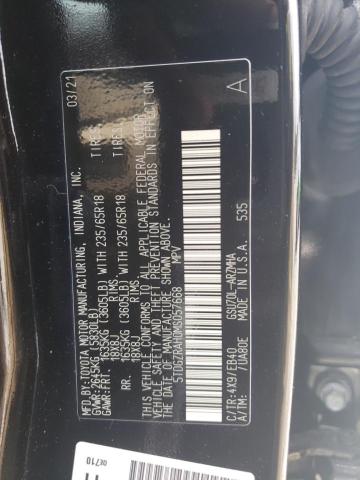 MFD.BY:TOYOTA MOTOR MANUFACTURING, INDIANA, INC. 03/21
GVWR:2645KG (5830LB)
GAWR:FRT. 1635KG (3605LB) WITH 235/65R18
18X8J RIMS.
RR. 1635KG (3605LB) WITH 235/65R18
18X8J RIMS.
THIS VEHICLE CONFORMS TO ALL APPLICABLE FEDERAL MOTOR
VEHICLE SAFETY, BUMPER, AND THEFT PREVENTION STANDARDS IN
EFFECT ON THE DATE OF MANUFACTURE SHOWN ABOVE.
MPV
C/TR:4X9/EB40 GSU70L-ARZMHA
A/TM: /UA80E MADE IN U.S.A. 535
A